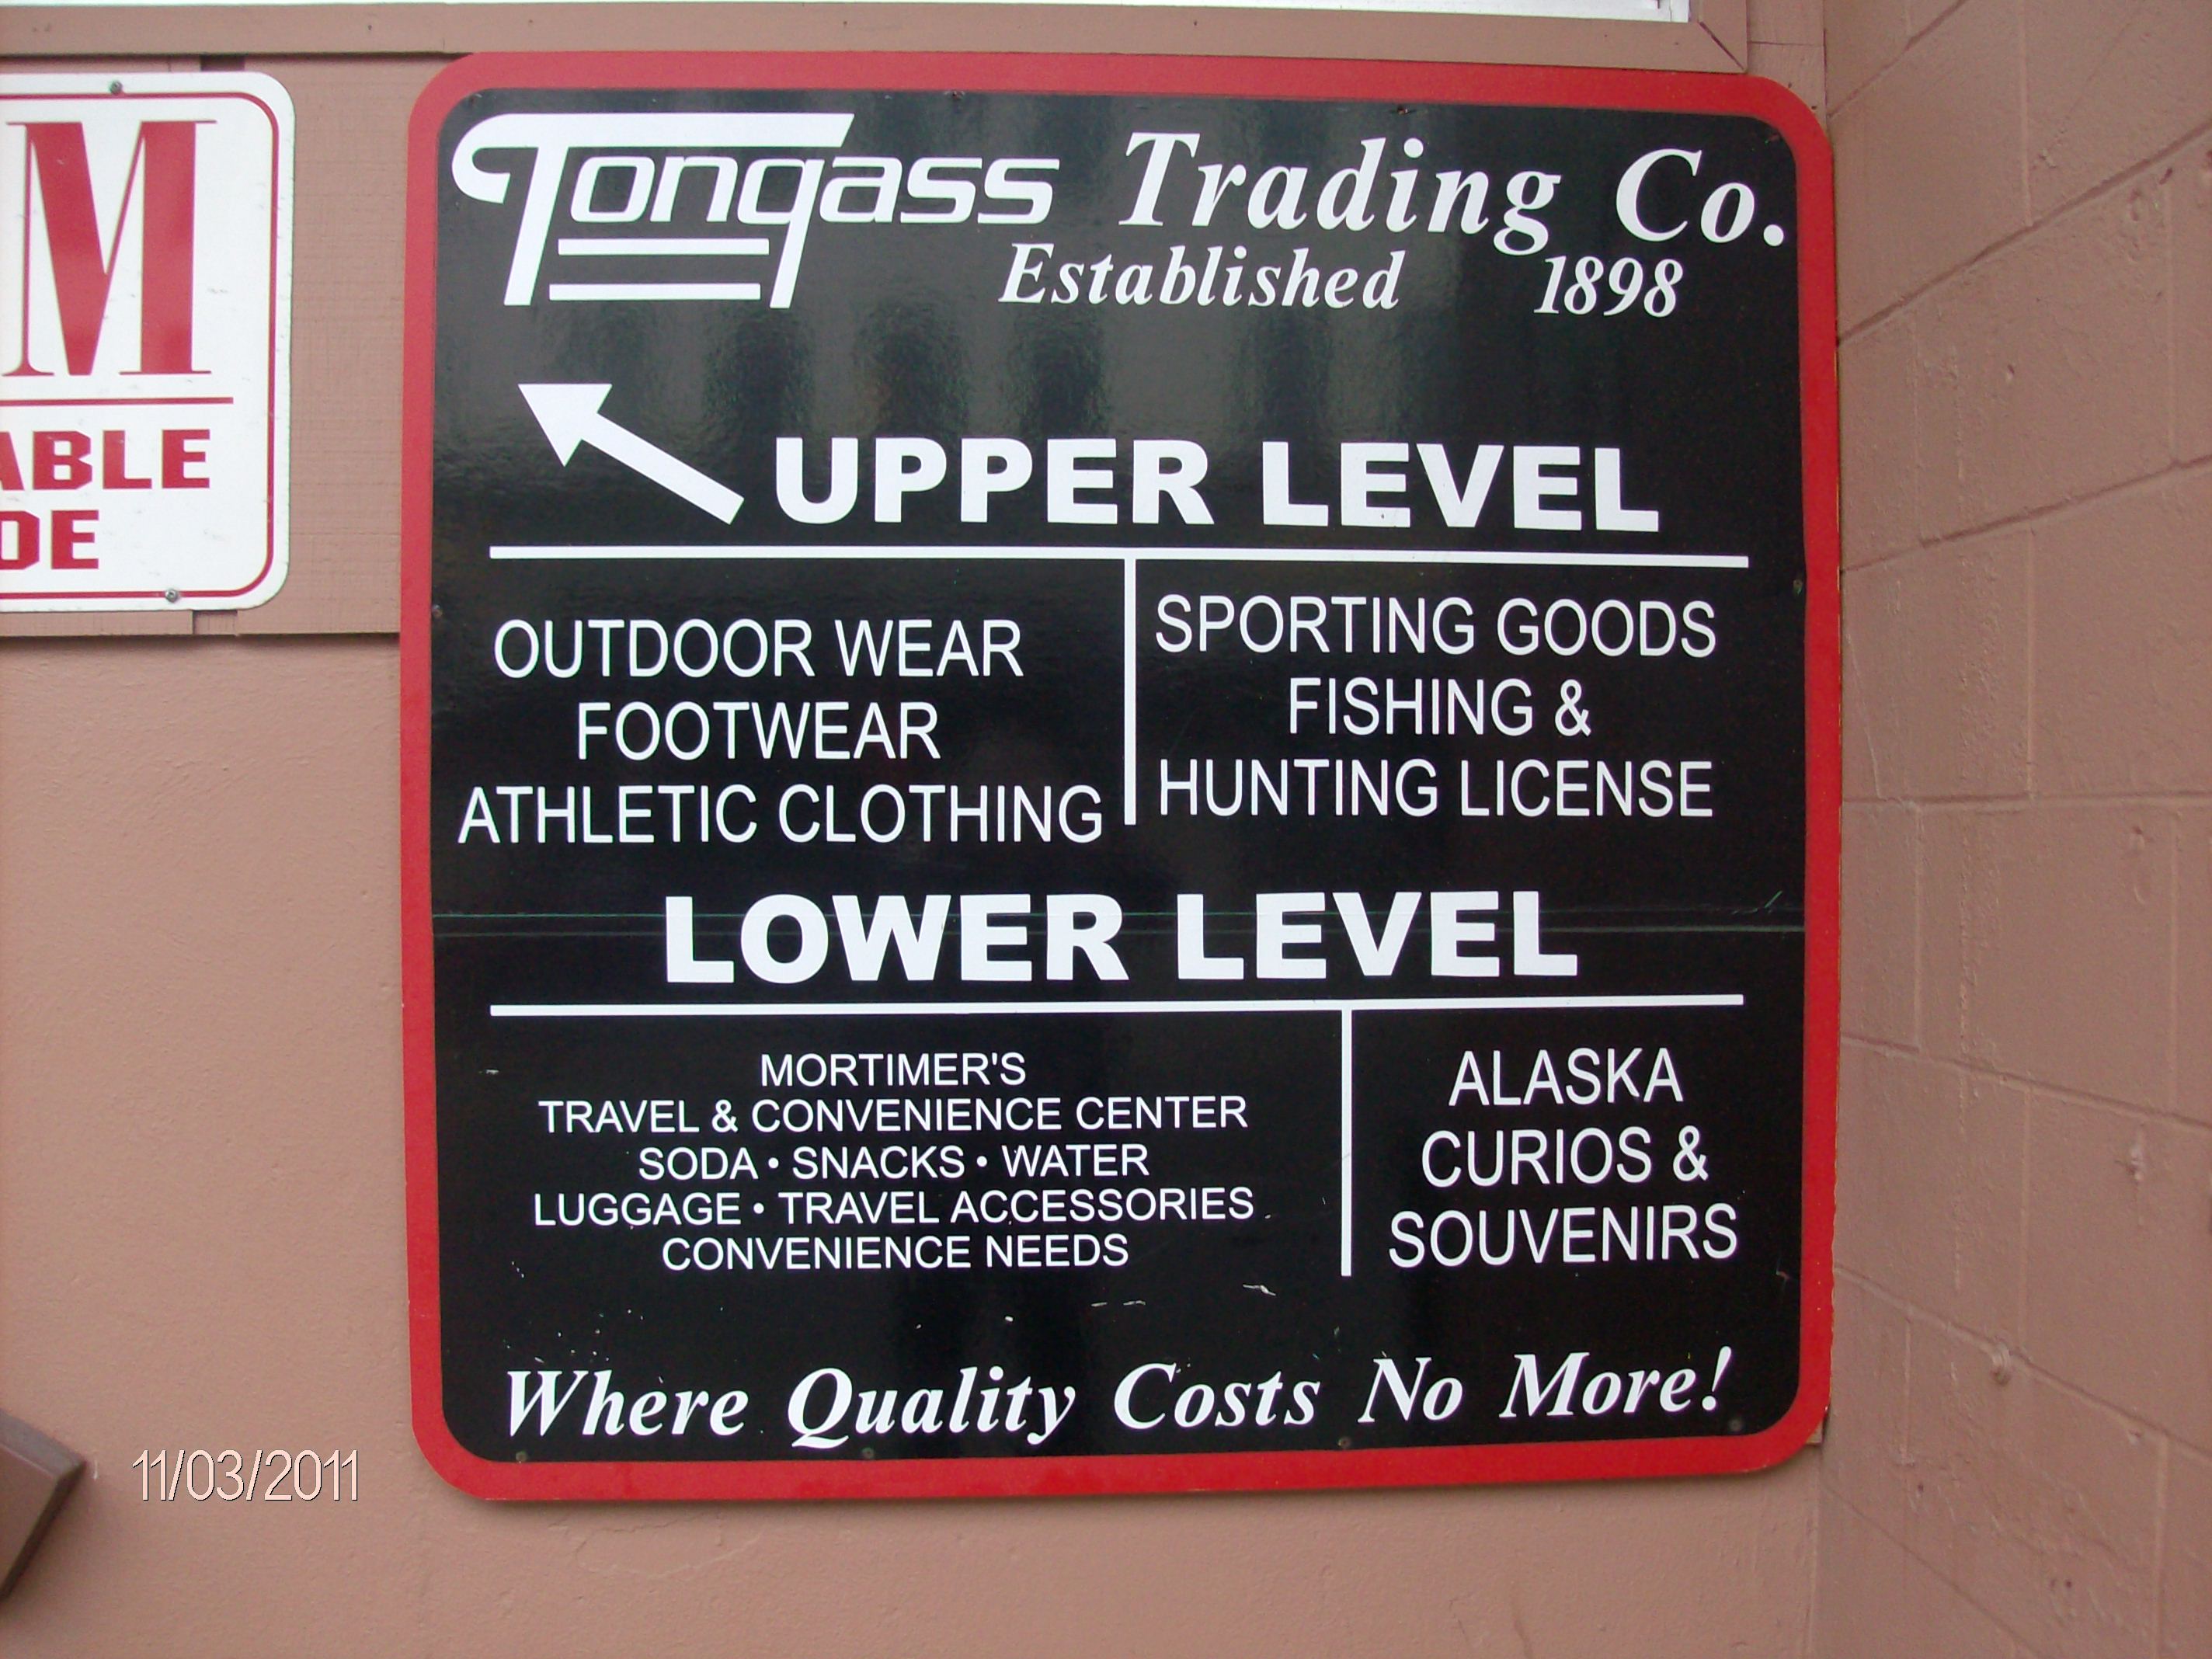 M
ABLE
DE
Tongass Trading Co.
Established 1898
UPPER LEVEL
OUTDOOR WEAR
FOOTWEAR
ATHLETIC CLOTHING
SPORTING GOODS
FISHING &
HUNTING LICENSE
LOWER LEVEL
MORTIMER'S
TRAVEL & CONVENIENCE CENTER
SODA • SNACKS • WATER
LUGGAGE • TRAVEL ACCESSORIES
CONVENIENCE NEEDS
ALASKA
CURIOS &
SOUVENIRS
Where Quality Costs No More!
11/03/2011